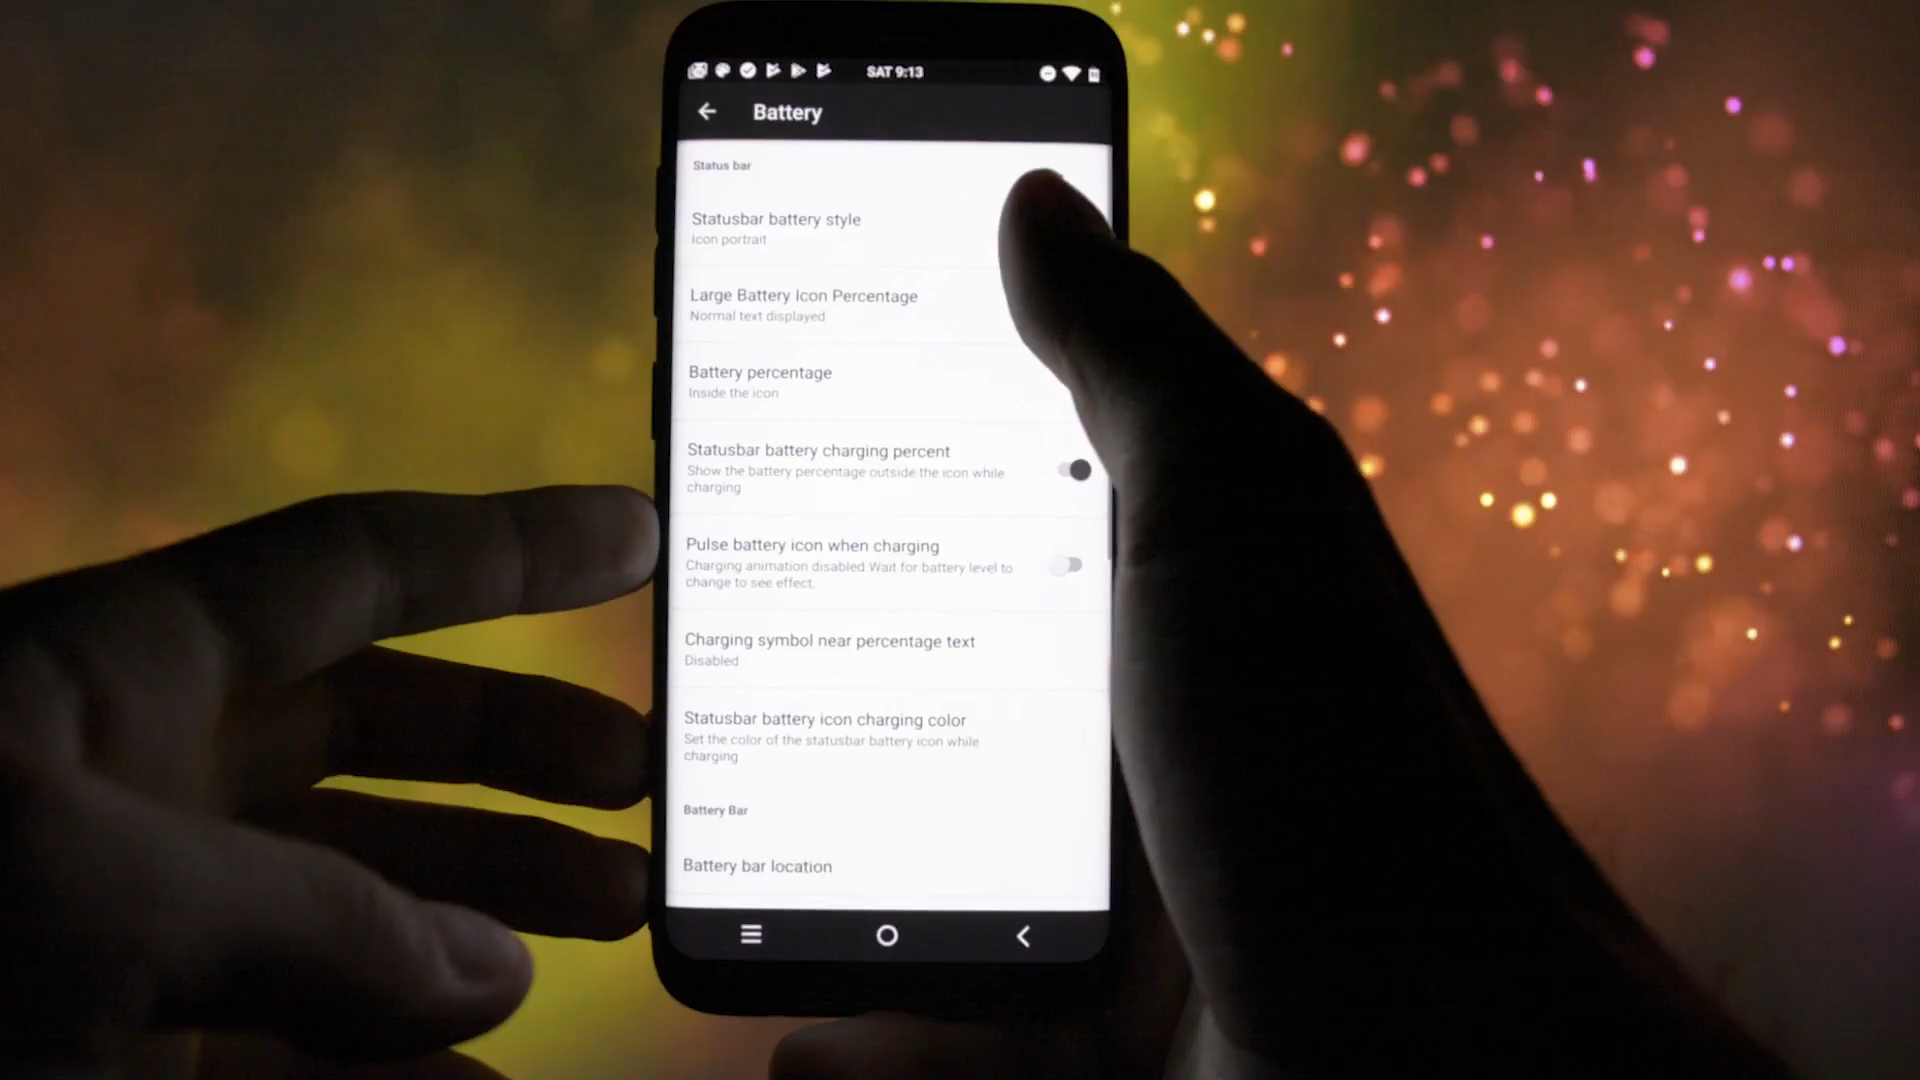 SAT 9:13
Battery
Status bar
Statusbar battery style
Icon portrait
Large Battery Icon Percentage
Normal text displayed
Battery percentage
Inside the icon
Statusbar battery charging percent
Show the battery percentage outside the icon while
charging
Pulse battery icon when charging
Charging animation disabled Wait for battery level to
change to see effect.
Charging symbol near percentage text
Disabled
Statusbar battery icon charging color
Set the color of the statusbar battery icon while
charging
Battery Bar
Battery bar location